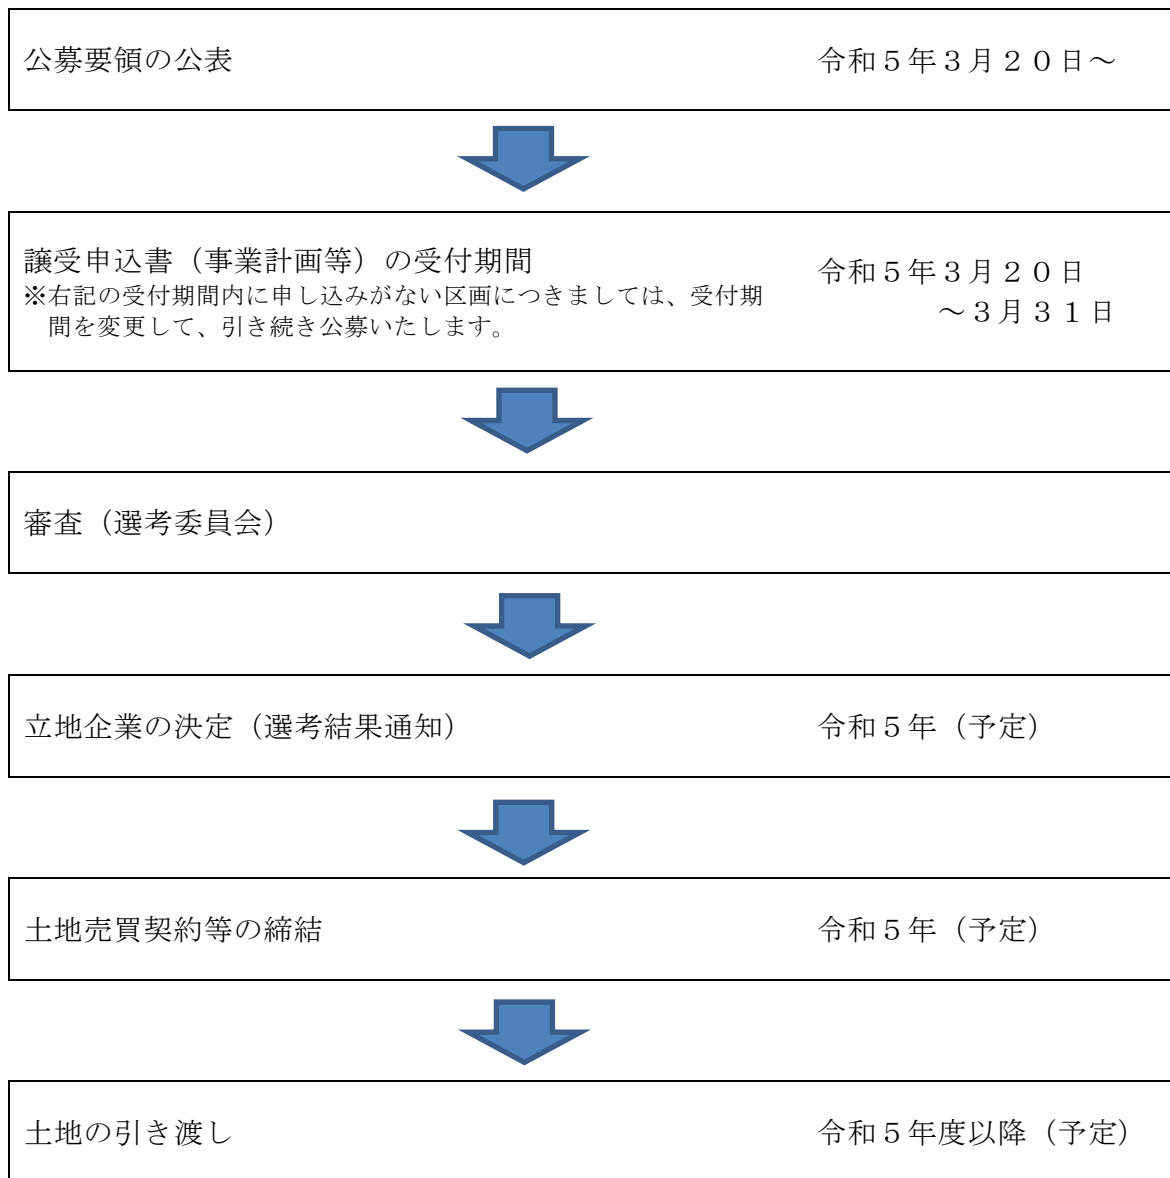 公募要領の公表 令和５年３月２０日～
譲受申込書（事業計画等）の受付期間 令和５年３月２０日
～３月３１日
※右記の受付期間内に申し込みがない区画につきましては、受付期
間を変更して、引き続き公募いたします。
審査（選考委員会）
立地企業の決定（選考結果通知） 令和５年（予定）
土地売買契約等の締結 令和５年（予定）
土地の引き渡し 令和５年度以降（予定）